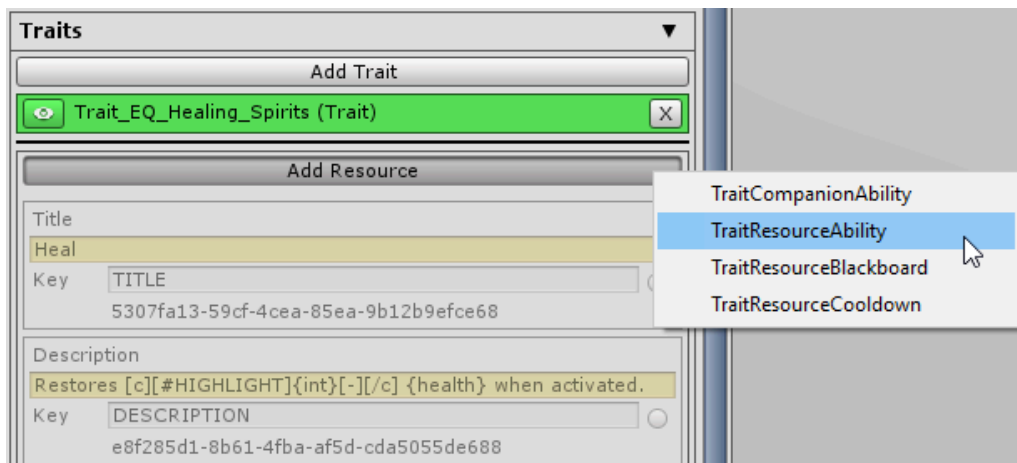 Traits
Add Trait
Trait_EQ_Healing_Spirits (Trait)
X
Add Resource
Title
Heal
Key TITLE
5307fa13-59cf-4cea-85ea-9b12b9efce68
Description
Restores [c][#HIGHLIGHT]{int}[-][/c] {health} when activated.
Key DESCRIPTION
e8f285d1-8b61-4fba-af5d-cda5055de688
TraitCompanionAbility
TraitResourceAbility
TraitResourceBlackboard
TraitResourceCooldown